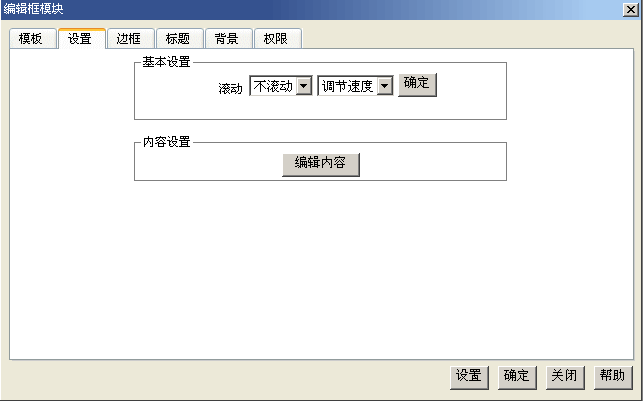 编辑框模块
模板 设置 边框 标题 背景 权限
基本设置
滚动 不滚动 调节速度 确定
内容设置
编辑内容
设置 确定 关闭 帮助